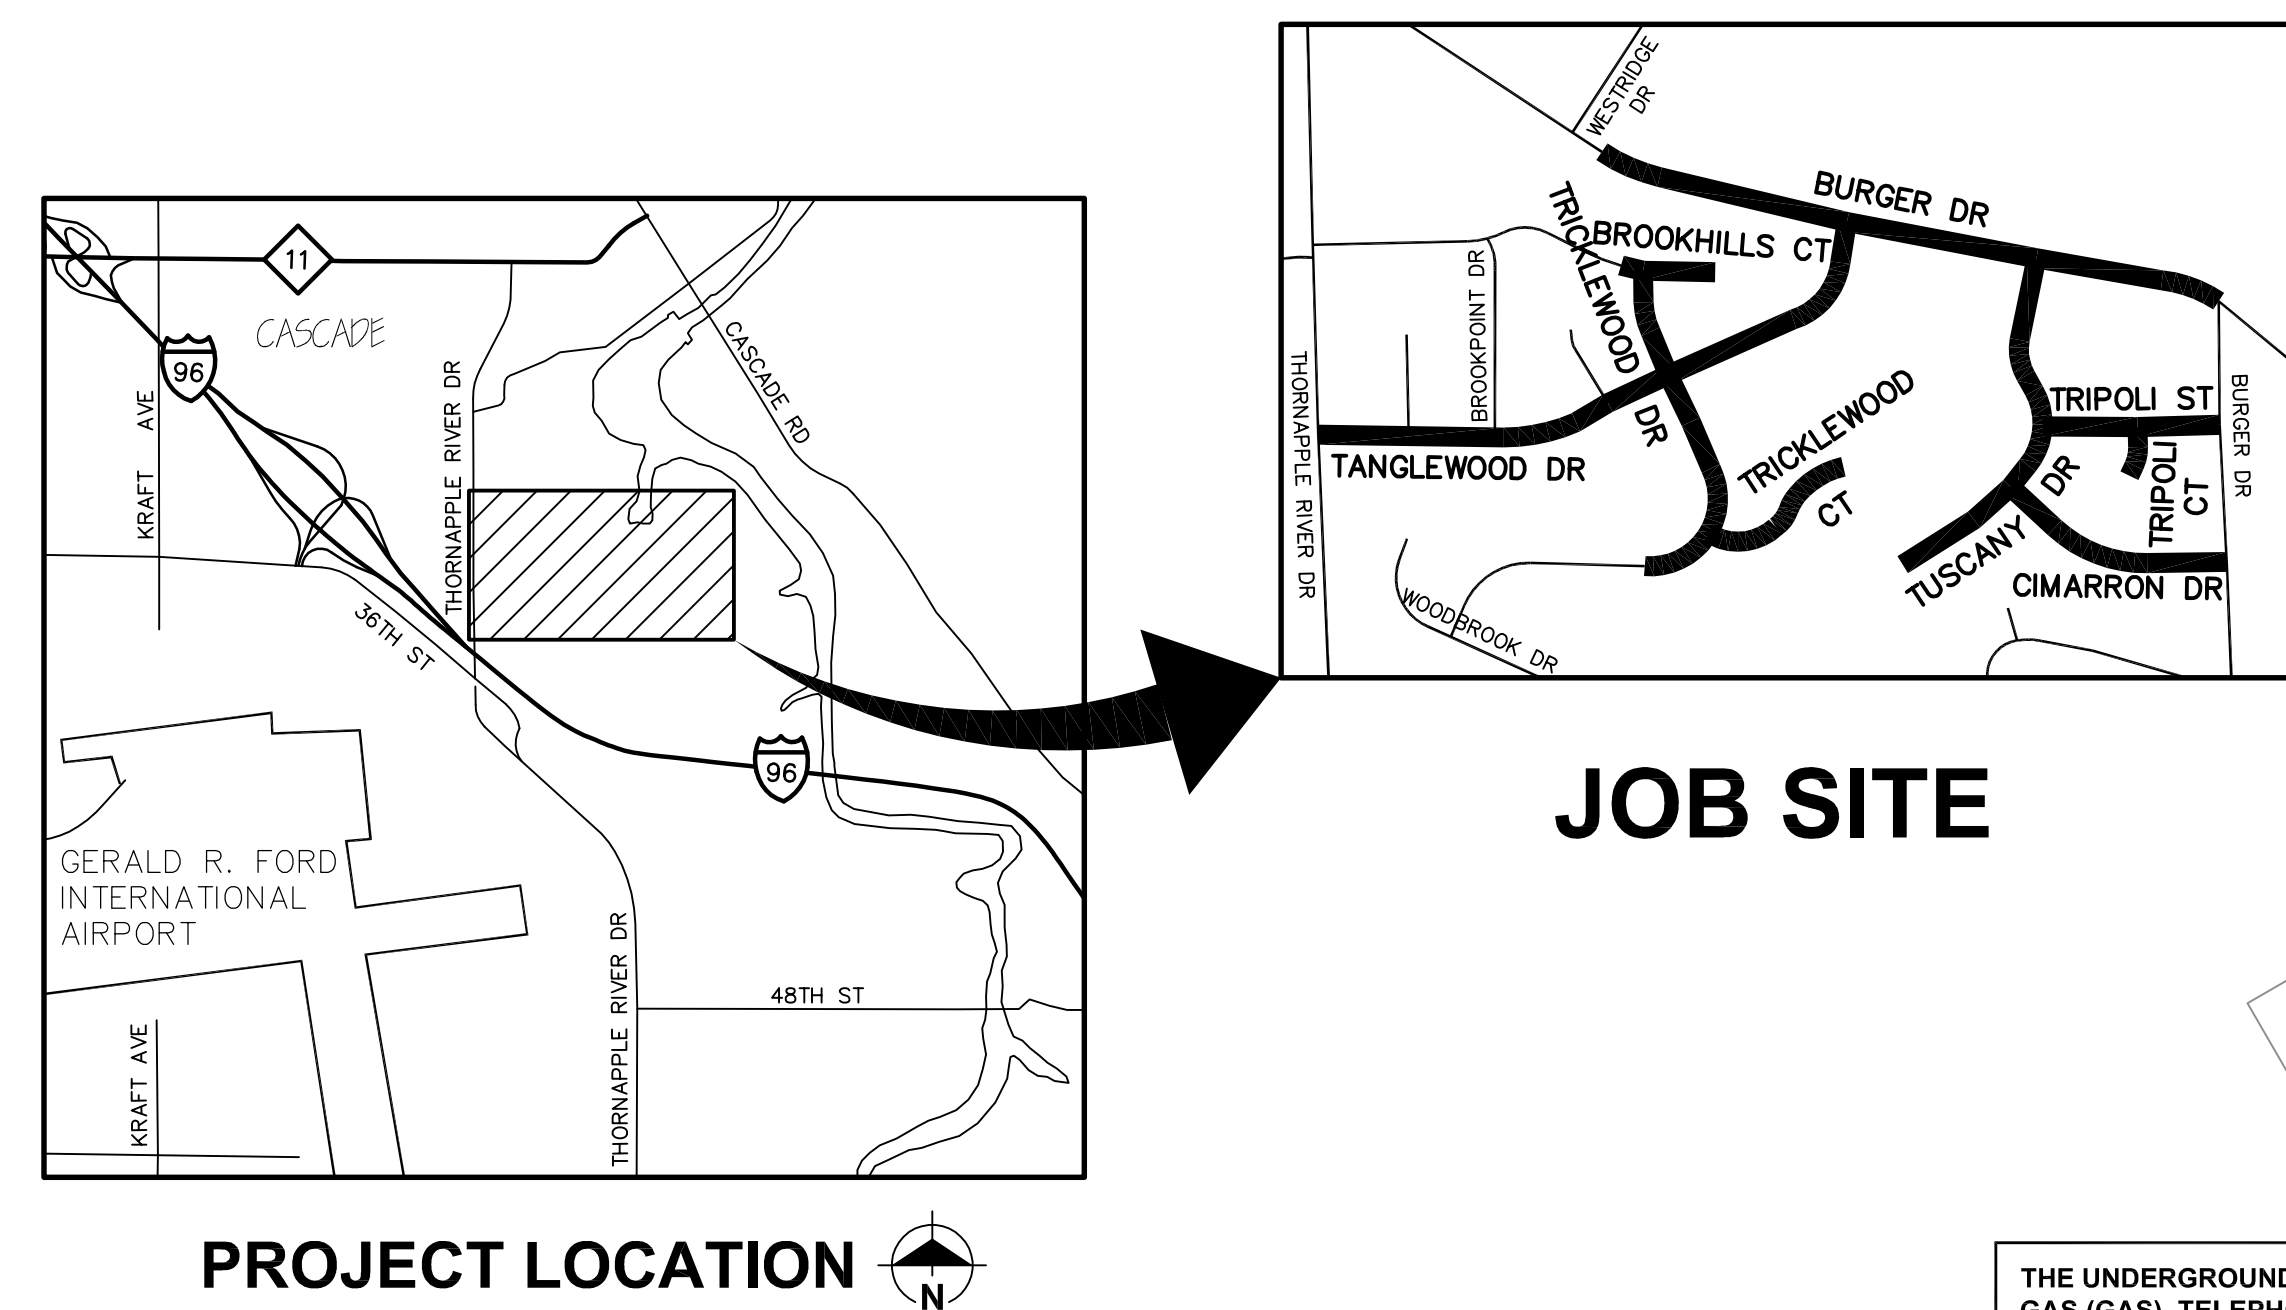 11
96
CASCADE
KRAFT AVE
THORNAPPLE RIVER DR
CASCADE RD
36TH ST
96
GERALD R. FORD
INTERNATIONAL
AIRPORT
KRAFT AVE
THORNAPPLE RIVER DR
48TH ST
PROJECT LOCATION
N
WESTRIDGE
DR
BURGER DR
BROOKHILLS CT
TRICKLEWOOD DR
BROOKPOINT DR
THORNAPPLE RIVER DR
TANGLEWOOD DR
TRICKLEWOOD
CT
TRIPOLI ST
TRIPOLI
CT
BURGER DR
TUSCANY DR
CIMARRON DR
WOODBROOK DR
JOB SITE
THE UNDERGROUND
GAS (GAS)